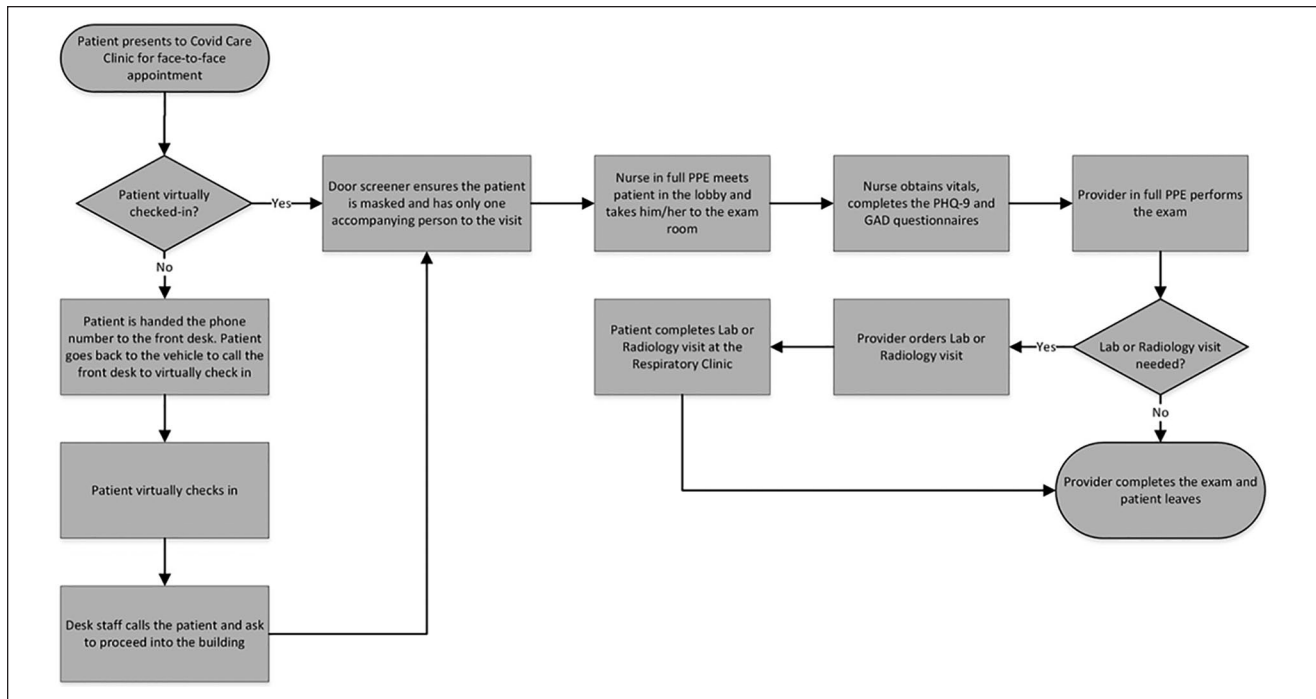 Patient presents to Covid Care
Clinic for face-to-face
appointment
Patient virtually
checked-in?
Yes
No
Door screener ensures the patient
is masked and has only one
accompanying person to the visit
Nurse in full PPE meets
patient in the lobby and
takes him/her to the exam
room
Nurse obtains vitals,
completes the PHQ-9 and
GAD questionnaires
Provider in full PPE performs
the exam
Patient is handed the phone
number to the front desk. Patient
goes back to the vehicle to call the
front desk to virtually check in
Patient completes Lab or
Radiology visit at the
Respiratory Clinic
Provider orders Lab or
Radiology visit
Yes
Lab or Radiology visit
needed?
No
Patient virtually checks in
Provider completes the exam and
patient leaves
Desk staff calls the patient and ask
to proceed into the building